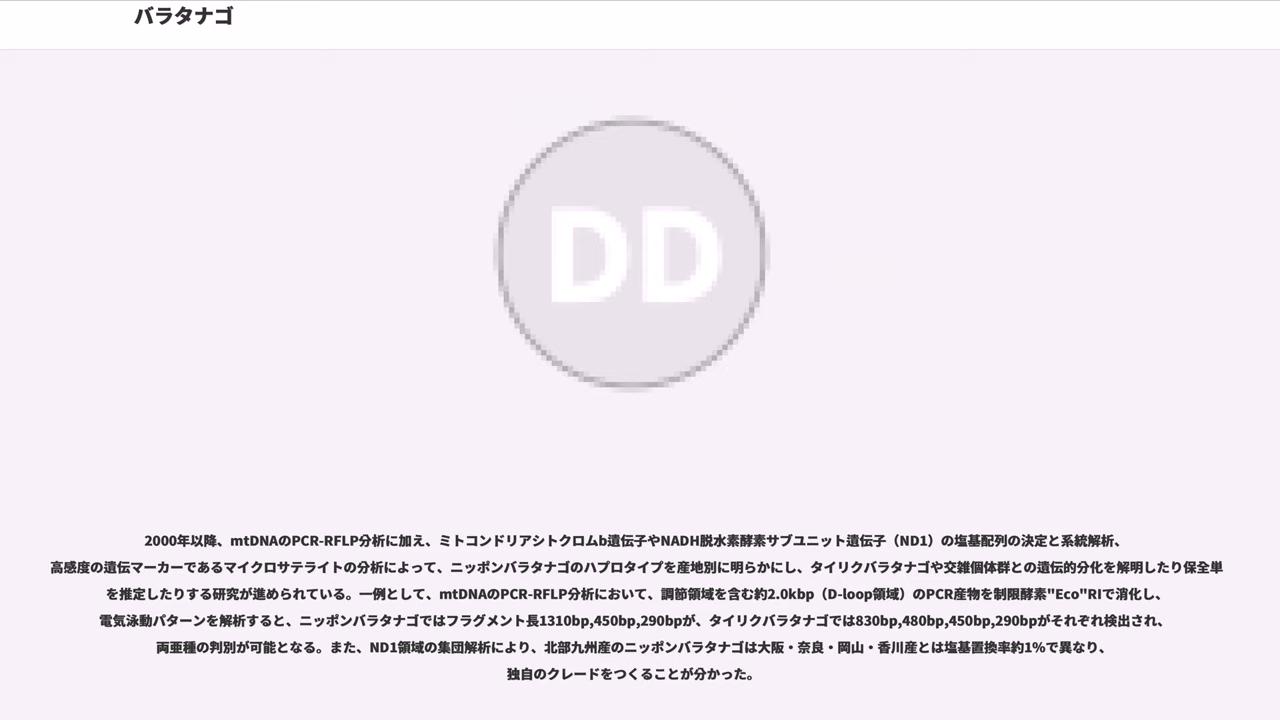 バラタナゴ
DD
2000年以降、mtDNAのPCR-RFLP分析に加え、ミトコンドリアシトクロムb遺伝子やNADH脱水素酵素サブユニット遺伝子（ND1）の塩基配列の決定と系統解析、
高感度の遺伝マーカーであるマイクロサテライトの分析によって、ニッポンバラタナゴのハプロタイプを産地別に明らかにし、タイリクバラタナゴや交雑個体群との遺伝的分化を解明したり保全単
を推定したりする研究が進められている。一例として、mtDNAのPCR-RFLP分析において、調節領域を含む約2.0kbp（D-loop領域）のPCR産物を制限酵素"Eco"RIで消化し、
電気泳動パターンを解析すると、ニッポンバラタナゴではフラグメント長1310bp,450bp,290bpが、タイリクバラタナゴでは830bp,480bp,450bp,290bpがそれぞれ検出され、
両亜種の判別が可能となる。また、ND1領域の集団解析により、北部九州産のニッポンバラタナゴは大阪・奈良・岡山・香川産とは塩基置換率約1%で異なり、
独自のクレードをつくることが分かった。